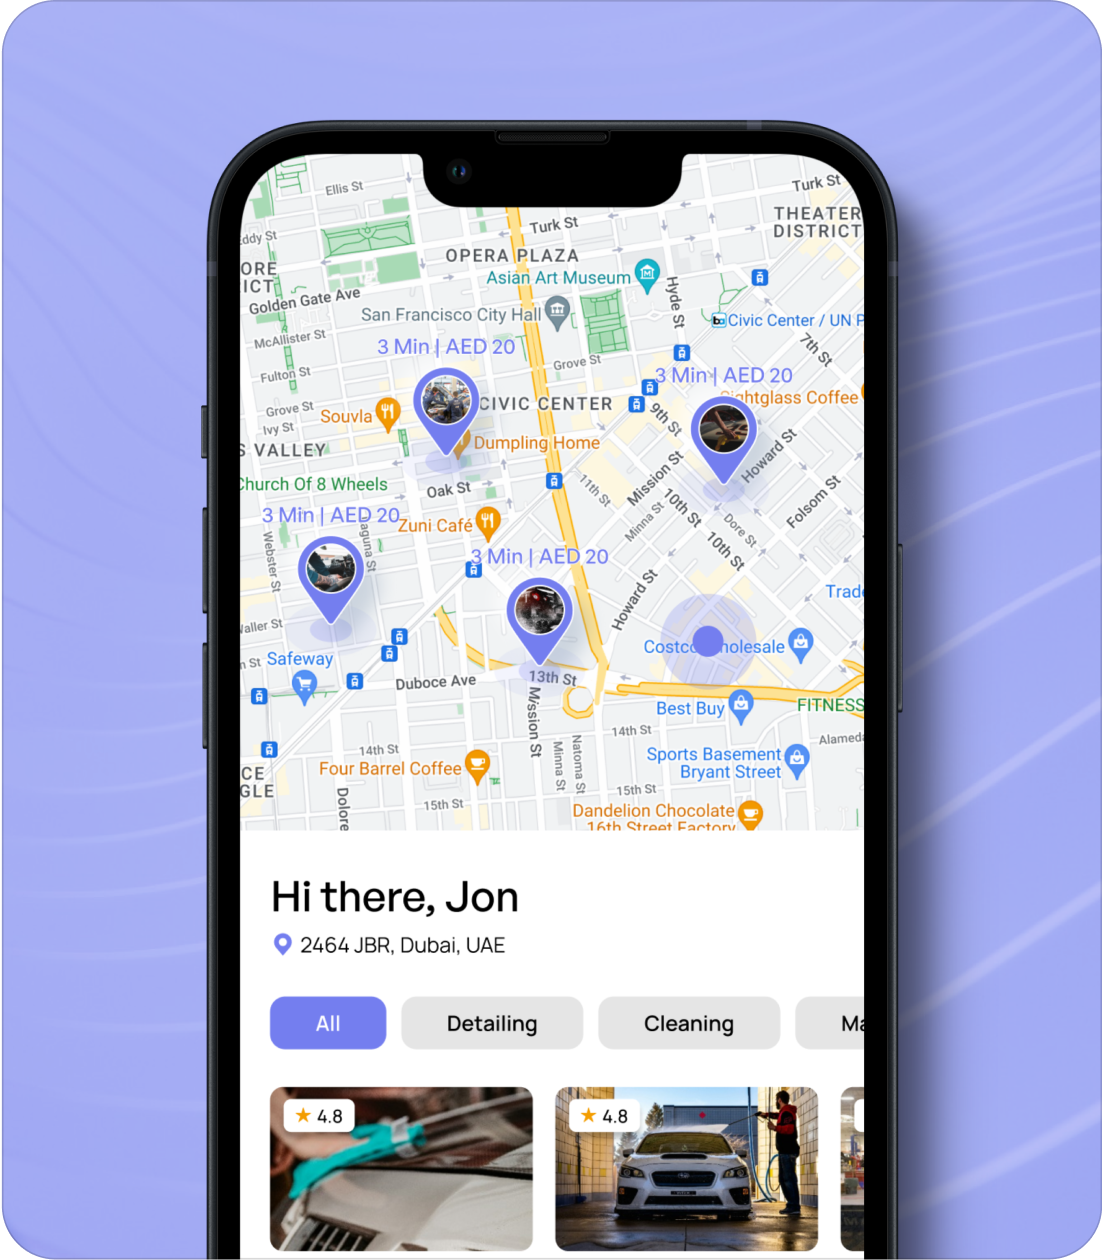 Ellis St
Turk St
THEATER
DISTRICT
Eddy St
Turk St
OPERA PLAZA
ORE
ICT
Asian Art Museum
Golden Gate Ave
Hyde St
San Francisco City Hall
Civic Center / UN P
McAllister St
3 Min | AED 20
7th St
Grove St
Fulton St
3 Min | AED 20
Sightglass Coffee
Grove St
CIVIC CENTER
Souvla
9th St
Ivy St
Dumpling Home
S VALLEY
Howard St
Mission St
Church Of 8 Wheels
Oak St
11th St
Folsom St
10th St
3 Min | AED 20
Minna St
Zuni Café
Laguna St
Dore St
10th St
3 Min | AED 20
Webster St
Howard St
Trade
Waller St
Costco Wholesale
n St
Safeway
Duboce Ave
13th St
Best Buy
FITNESS
Mission St
14th St
Alameda
14th St
Natoma St
Minna St
Sports Basement
Bryant Street
Four Barrel Coffee
CE
GLE
15th St
Dolore
15th St
Dandelion Chocolate
16th Street Factory
Hi there, Jon
2464 JBR, Dubai, UAE
All Detailing Cleaning Ma
4.8 4.8